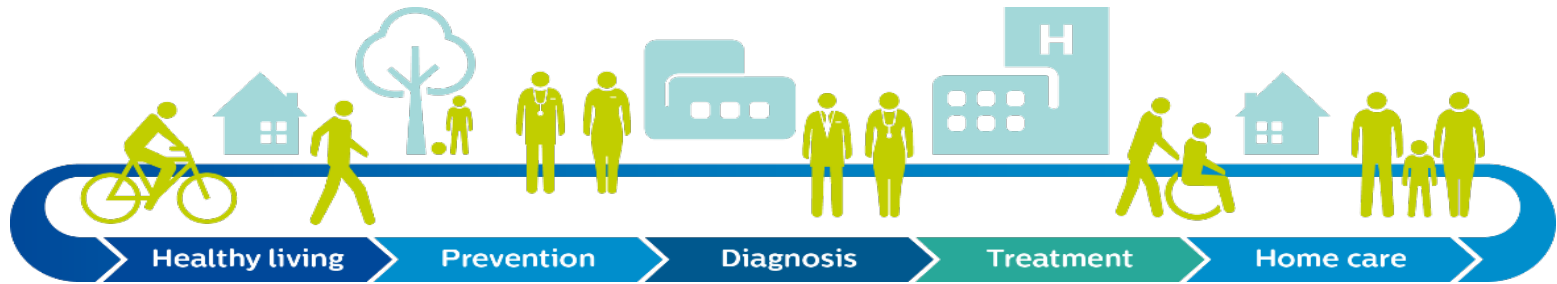 H
Healthy living
Prevention
Diagnosis
Treatment
Home care